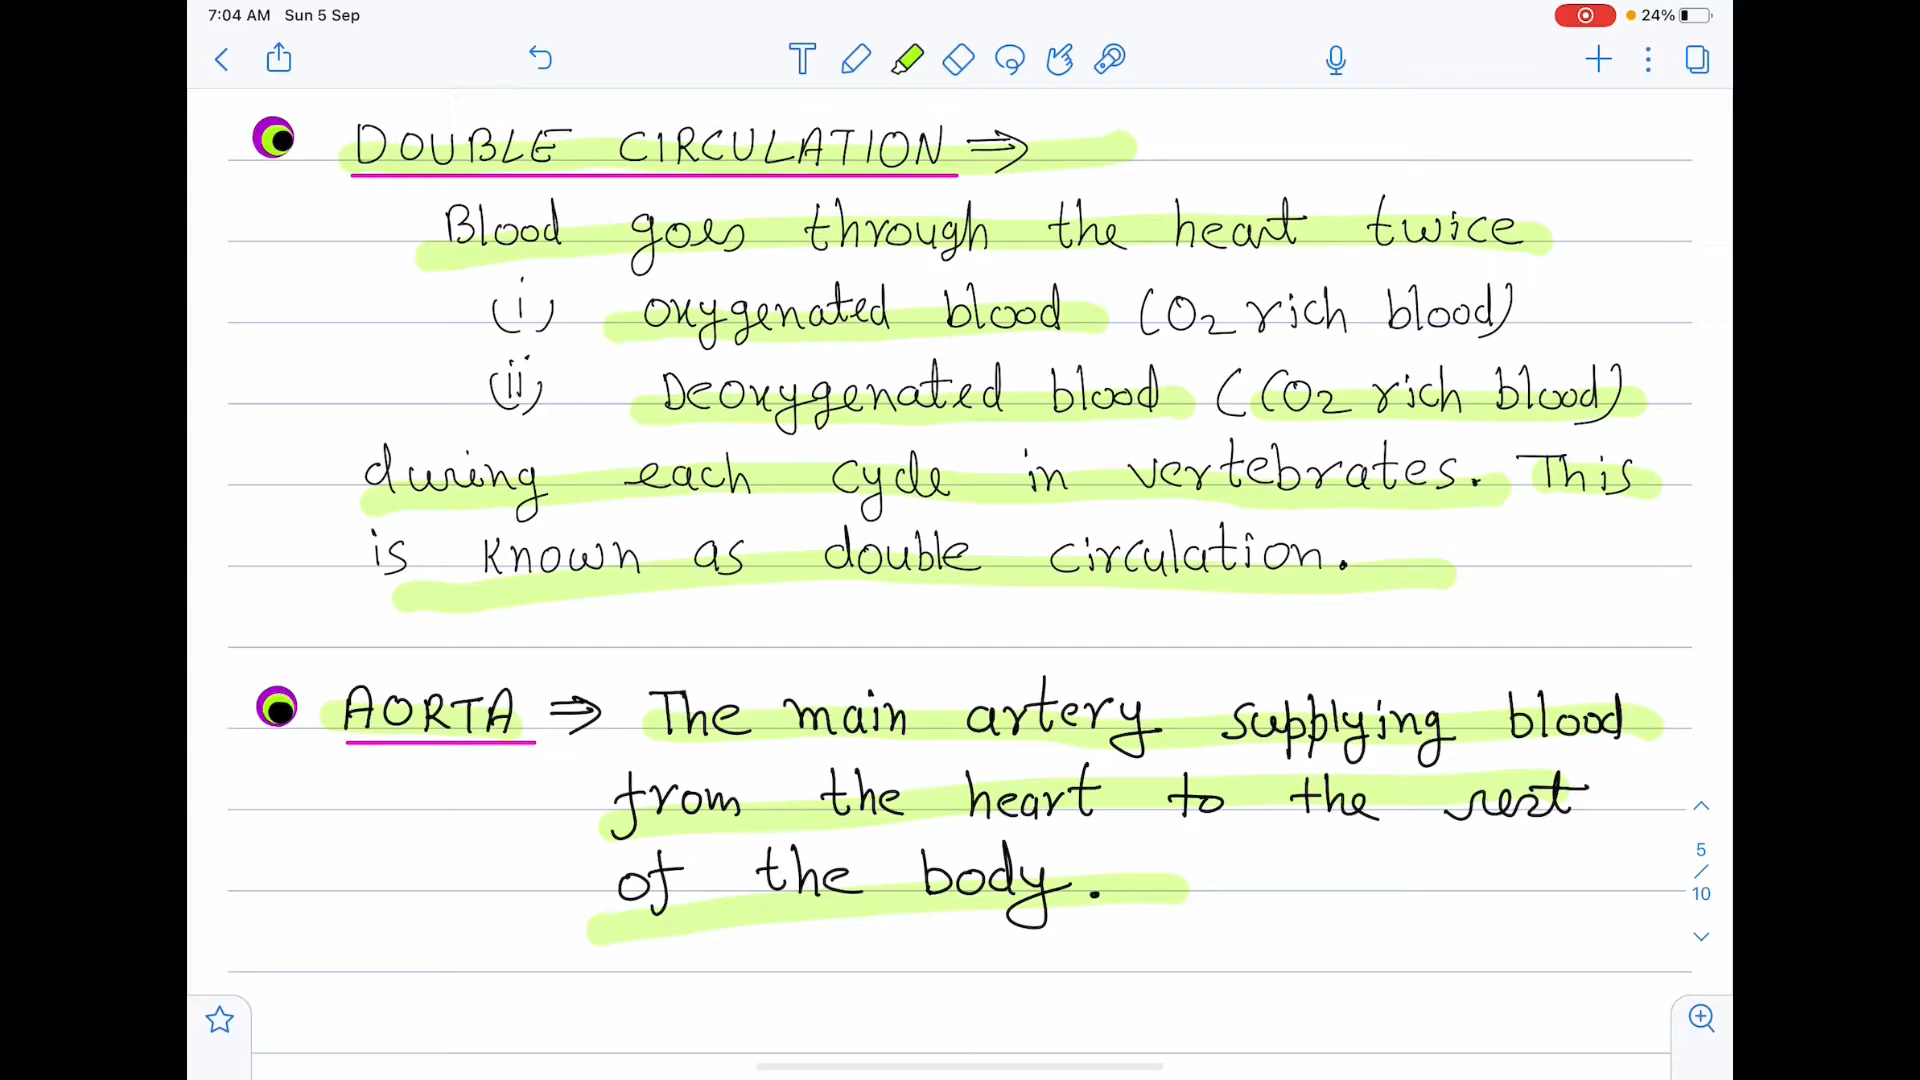 7:04 AM Sun 5 Sep 24%
DOUBLE CIRCULATION ⇒
Blood goes through the heart twice
(i) Oxygenated blood (O2 rich blood)
(ii) Deoxygenated blood (CO2 rich blood)
during each cycle in vertebrates. This
is known as double circulation.
AORTA ⇒ The main artery supplying blood
from the heart to the rest
of the body.
5
/
10